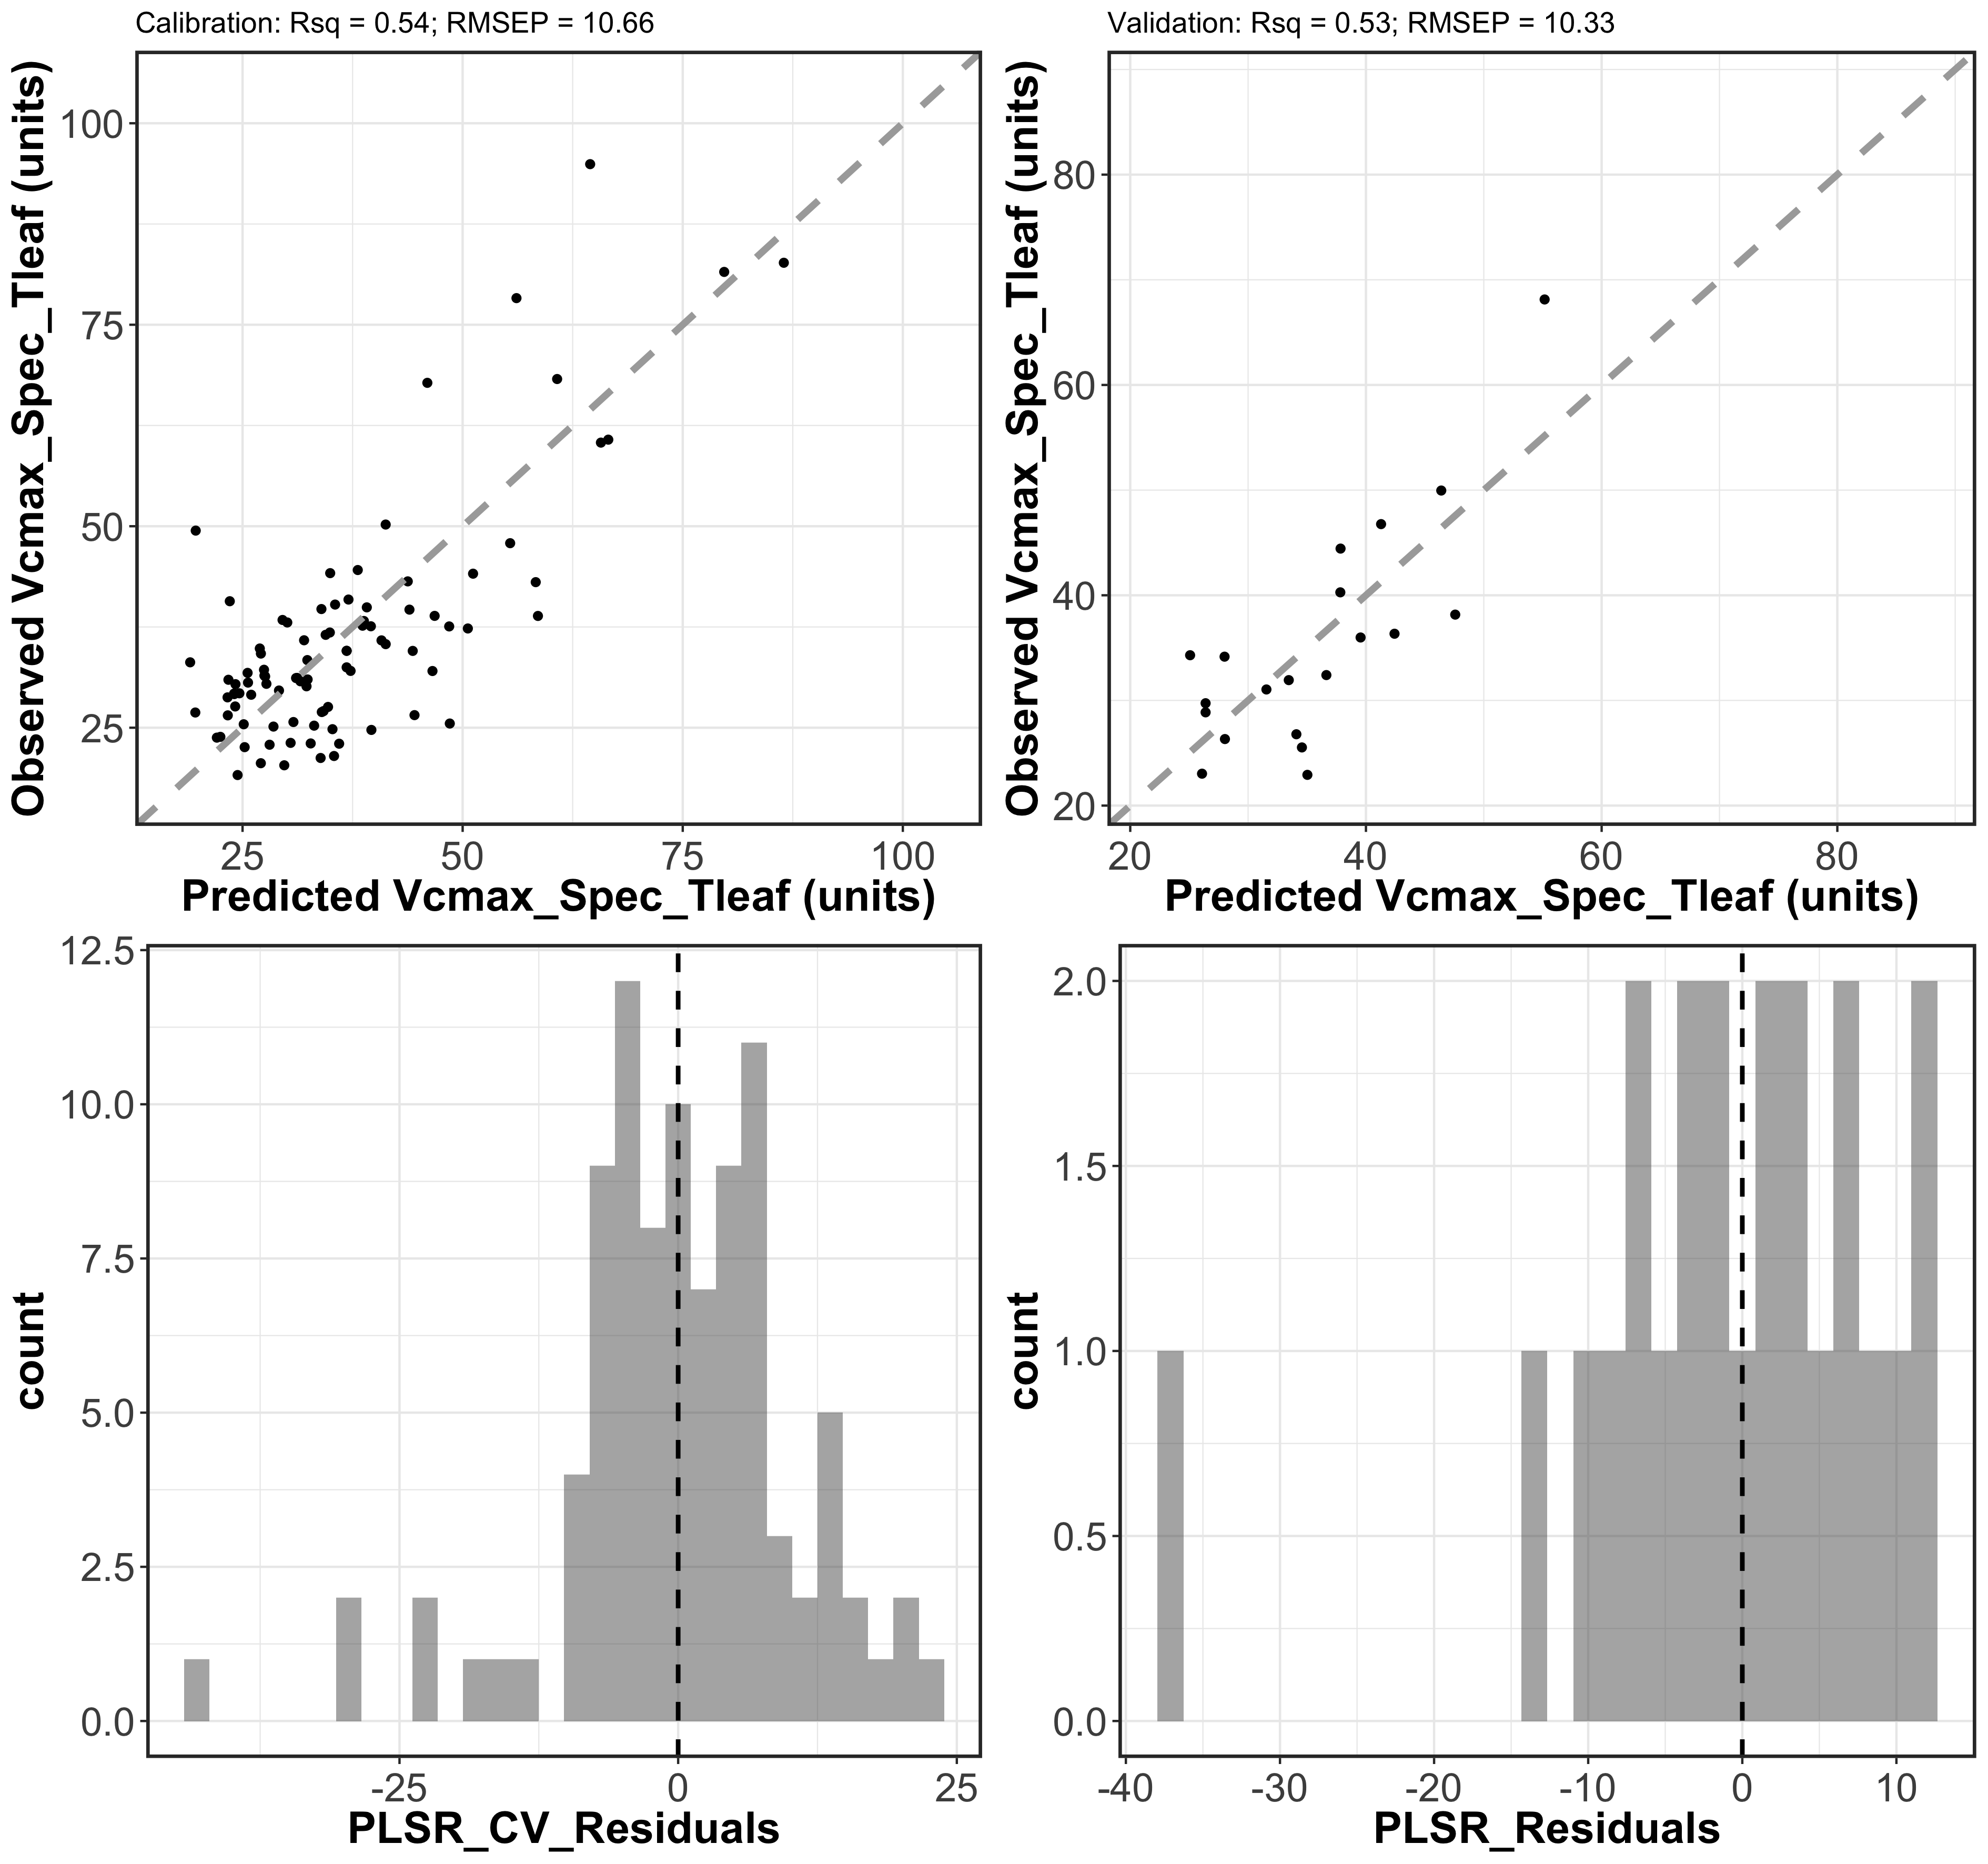 Calibration: Rsq = 0.54; RMSEP = 10.66
Observed Vcmax_Spec_Tleaf (units)
100
75
50
25
25 50 75 100
Predicted Vcmax_Spec_Tleaf (units)
Validation: Rsq = 0.53; RMSEP = 10.33
Observed Vcmax_Spec_Tleaf (units)
80
60
40
20
20 40 60 80
Predicted Vcmax_Spec_Tleaf (units)
count
12.5
10.0
7.5
5.0
2.5
0.0
-25 0 25
PLSR_CV_Residuals
count
2.0
1.5
1.0
0.5
0.0
-40 -30 -20 -10 0 10
PLSR_Residuals